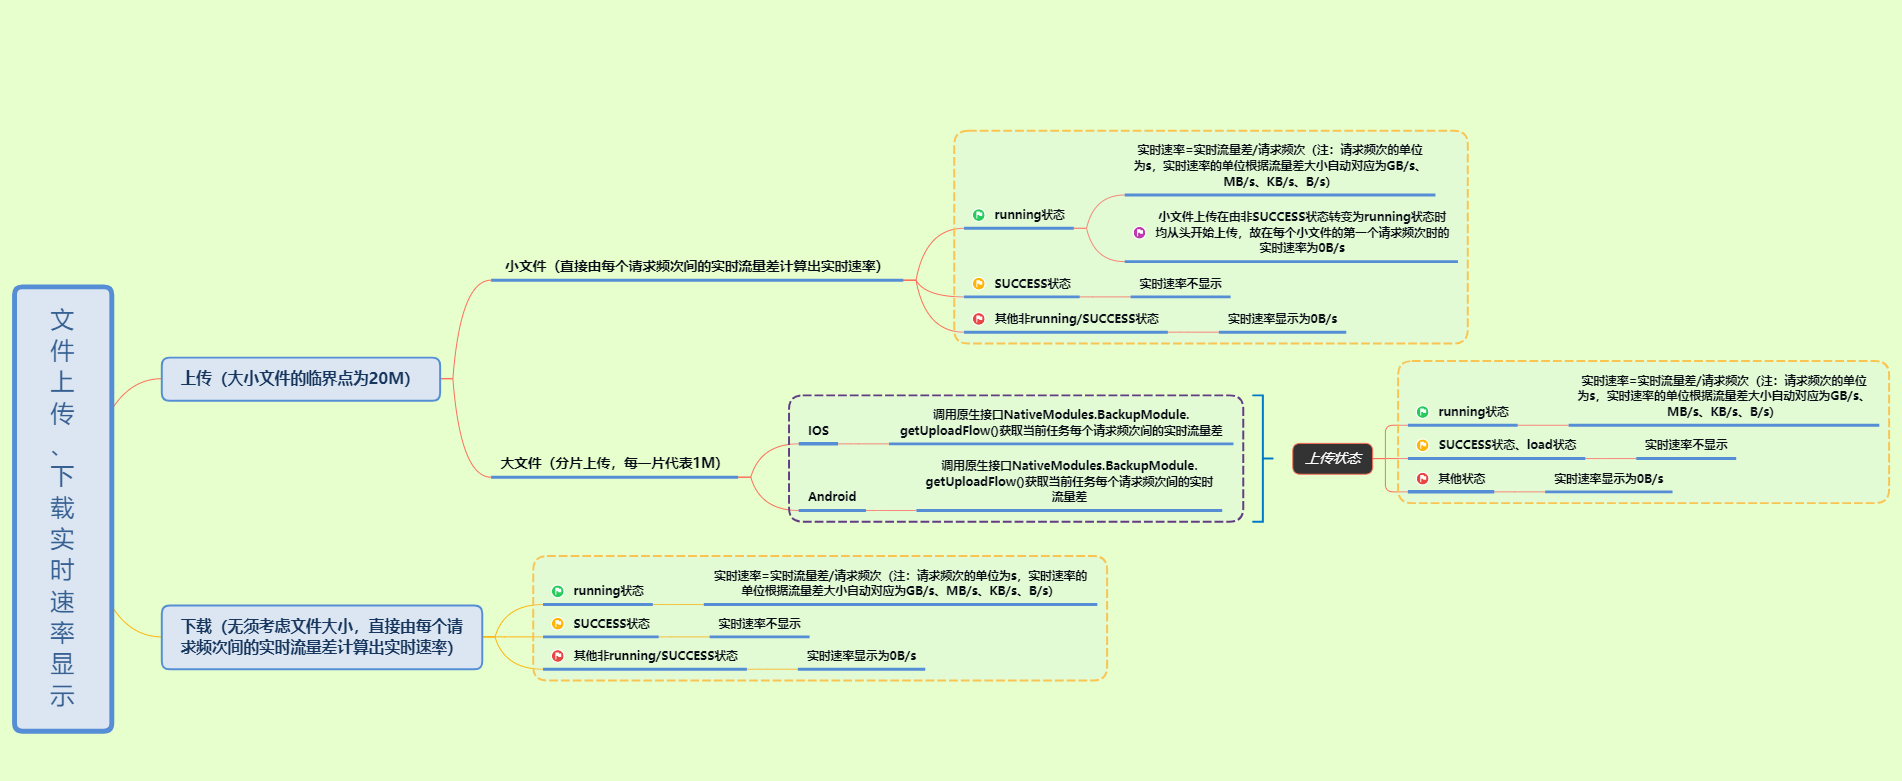 文件上传、下载实时速率显示
上传（大小文件的临界点为20M）
小文件（直接由每个请求频次间的实时流量差计算出实时速率）
running状态
实时速率=实时流量差/请求频次（注：请求频次的单位
为s，实时速率的单位根据流量差大小自动对应为GB/s、
MB/s、KB/s、B/s）
小文件上传在由非SUCCESS状态转变为running状态时
均从头开始上传，故在每个小文件的第一个请求频次时的
实时速率为0B/s
SUCCESS状态
实时速率不显示
其他非running/SUCCESS状态
实时速率显示为0B/s
大文件（分片上传，每一片代表1M）
IOS
调用原生接口NativeModules.BackupModule.
getUploadFlow()获取当前任务每个请求频次间的实时流量差
Android
调用原生接口NativeModules.BackupModule.
getUploadFlow()获取当前任务每个请求频次间的实时
流量差
上传状态
running状态
实时速率=实时流量差/请求频次（注：请求频次的单位
为s，实时速率的单位根据流量差大小自动对应为GB/s、
MB/s、KB/s、B/s）
SUCCESS状态、load状态
实时速率不显示
其他状态
实时速率显示为0B/s
下载（无须考虑文件大小，直接由每个请
求频次间的实时流量差计算出实时速率）
running状态
实时速率=实时流量差/请求频次（注：请求频次的单位为s，实时速率的
单位根据流量差大小自动对应为GB/s、MB/s、KB/s、B/s）
SUCCESS状态
实时速率不显示
其他非running/SUCCESS状态
实时速率显示为0B/s